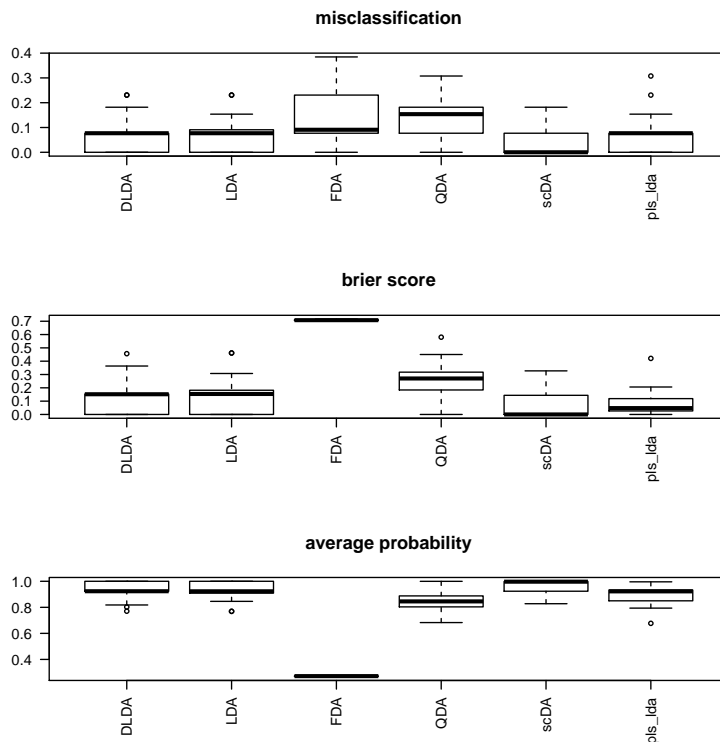 misclassification
0.4
0.3
0.2
0.1
0.0
DLDA
LDA
FDA
QDA
scDA
pls_lda
brier score
0.7
0.6
0.5
0.4
0.3
0.2
0.1
0.0
DLDA
LDA
FDA
QDA
scDA
pls_lda
average probability
1.0
0.8
0.6
0.4
DLDA
LDA
FDA
QDA
scDA
pls_lda